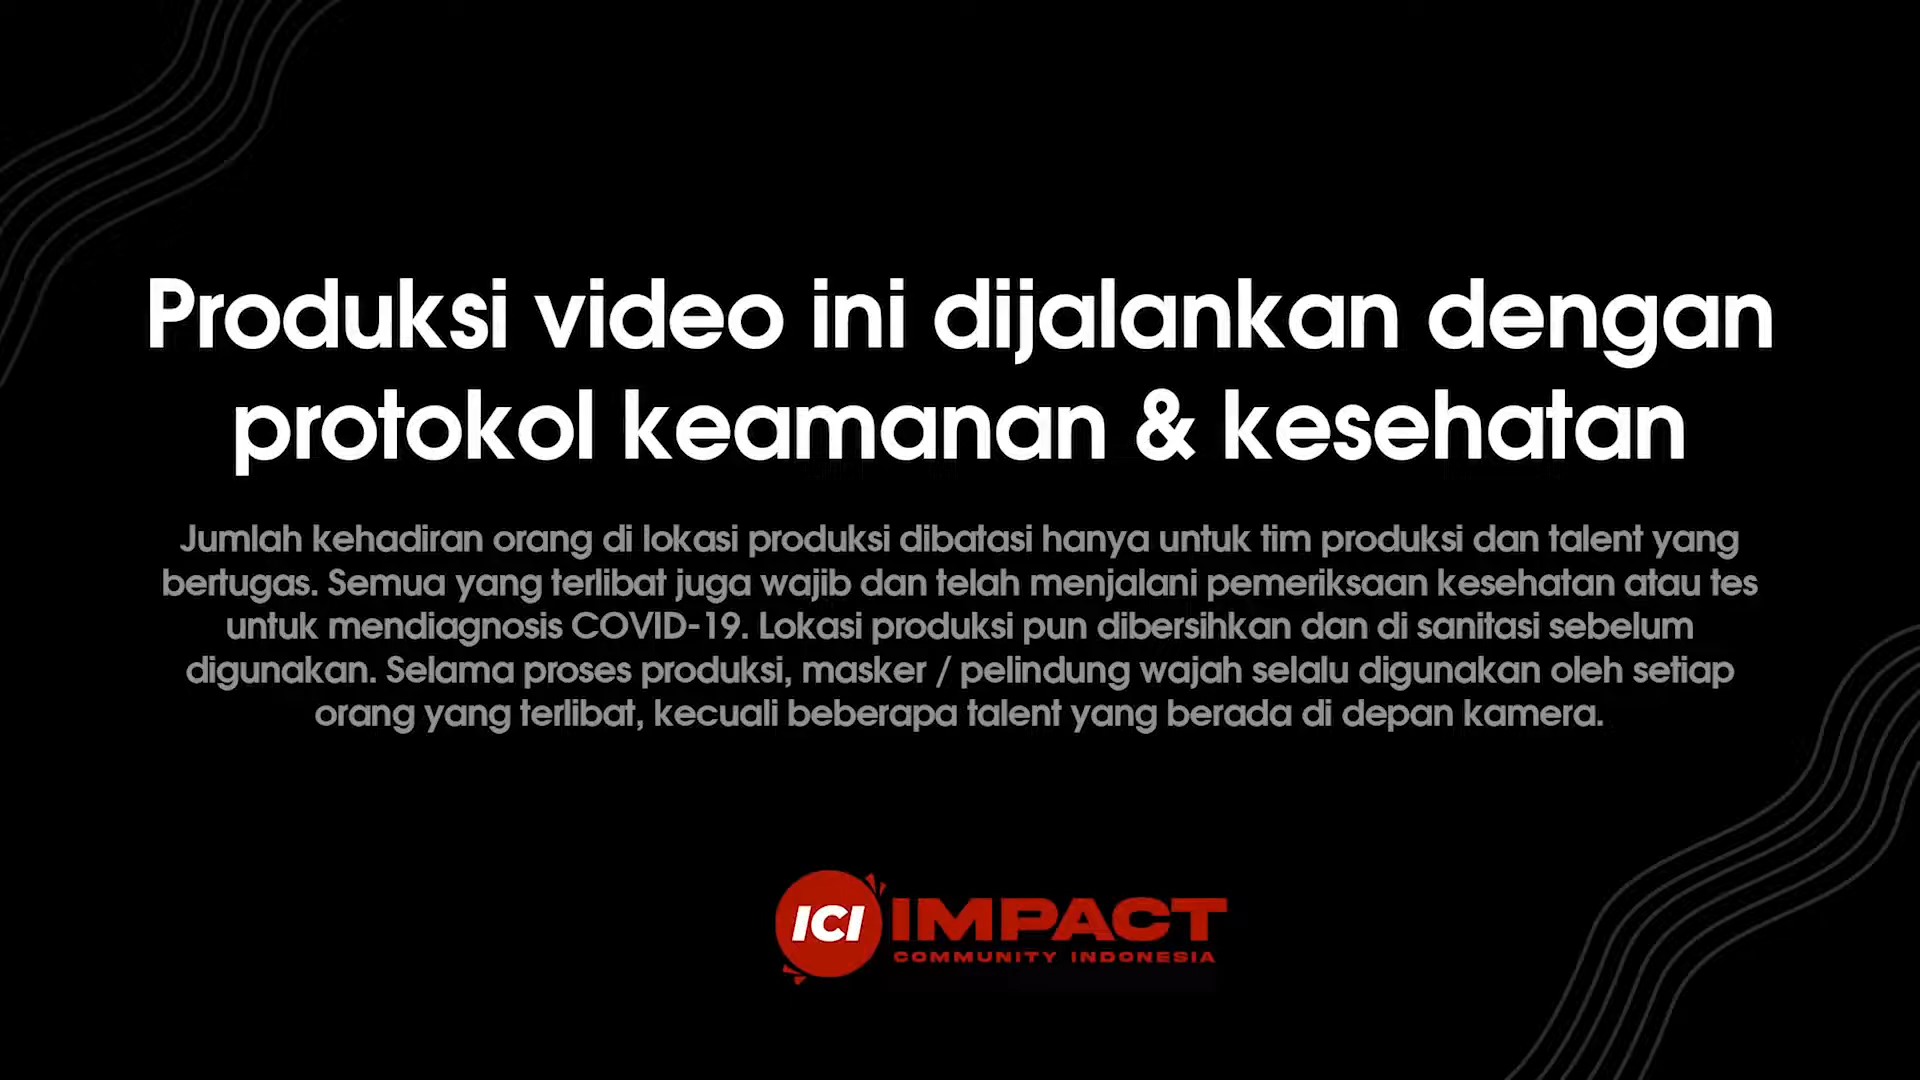 Produksi video ini dijalankan dengan
protokol keamanan & kesehatan
Jumlah kehadiran orang di lokasi produksi dibatasi hanya untuk tim produksi dan talent yang
bertugas. Semua yang terlibat juga wajib dan telah menjalani pemeriksaan kesehatan atau tes
untuk mendiagnosis COVID-19. Lokasi produksi pun dibersihkan dan di sanitasi sebelum
digunakan. Selama proses produksi, masker / pelindung wajah selalu digunakan oleh setiap
orang yang terlibat, kecuali beberapa talent yang berada di depan kamera.
ICI IMPACT
COMMUNITY INDONESIA